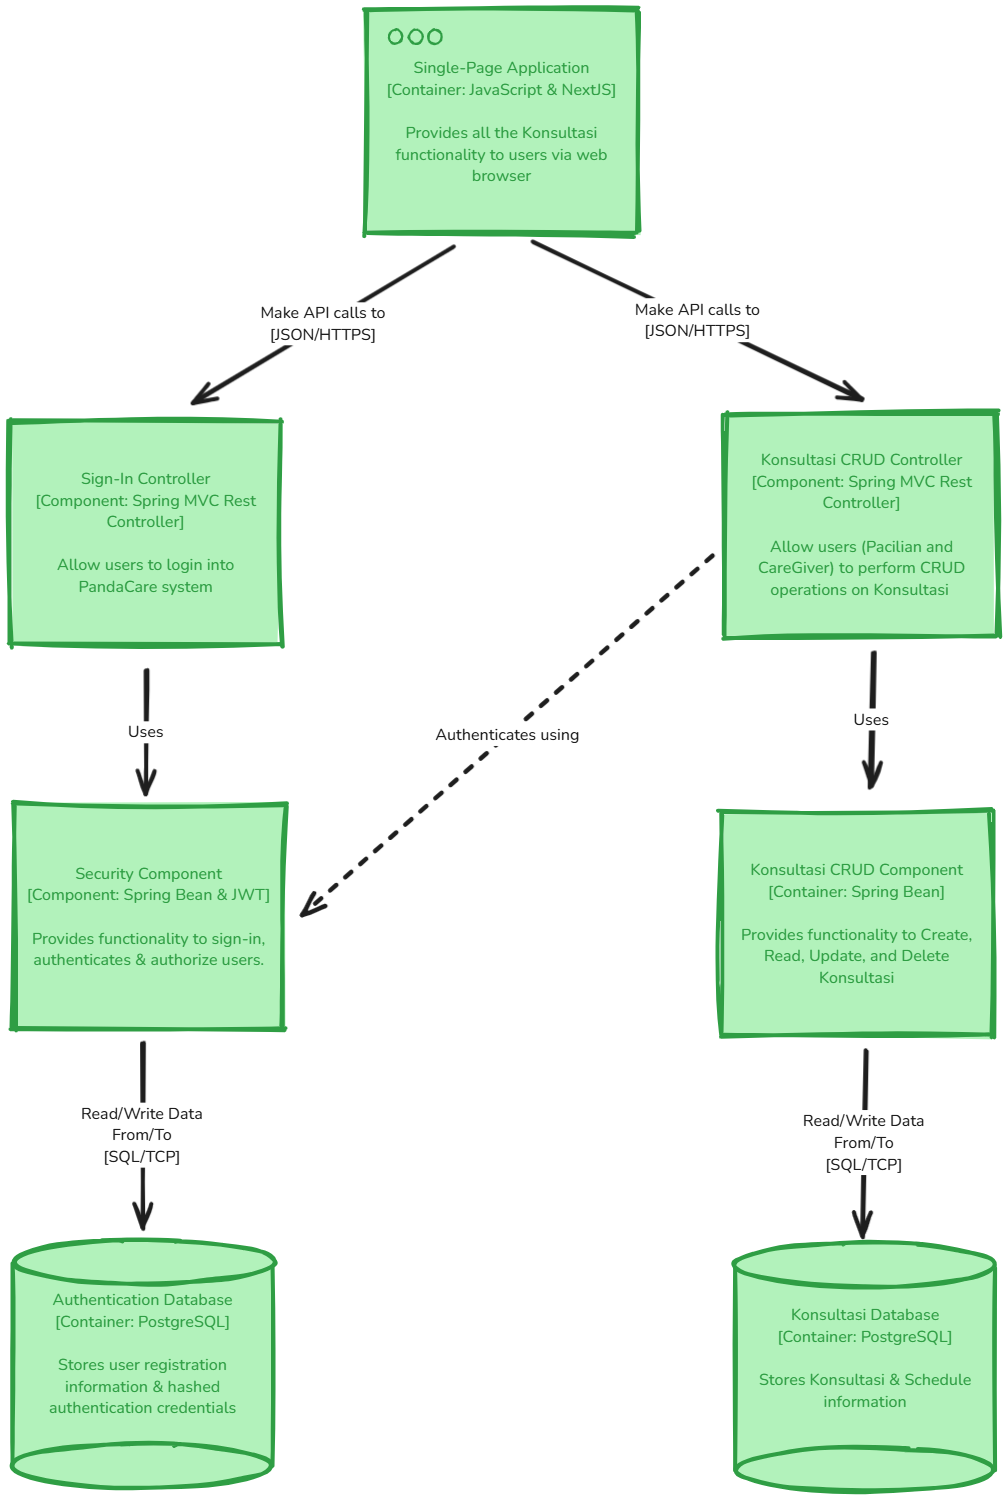 Single-Page Application
[Container: JavaScript & NextJS]
Provides all the Konsultasi
functionality to users via web
browser
Make API calls to
[JSON/HTTPS]
Make API calls to
[JSON/HTTPS]
Sign-In Controller
[Component: Spring MVC Rest
Controller]
Allow users to login into
PandaCare system
Konsultasi CRUD Controller
[Component: Spring MVC Rest
Controller]
Allow users (Pacilian and
CareGiver) to perform CRUD
operations on Konsultasi
Uses
Authenticates using
Uses
Security Component
[Component: Spring Bean & JWT]
Provides functionality to sign-in,
authenticates & authorize users.
Konsultasi CRUD Component
[Container: Spring Bean]
Provides functionality to Create,
Read, Update, and Delete
Konsultasi
Read/Write Data
From/To
[SQL/TCP]
Read/Write Data
From/To
[SQL/TCP]
Authentication Database
[Container: PostgreSQL]
Stores user registration
information & hashed
authentication credentials
Konsultasi Database
[Container: PostgreSQL]
Stores Konsultasi & Schedule
information